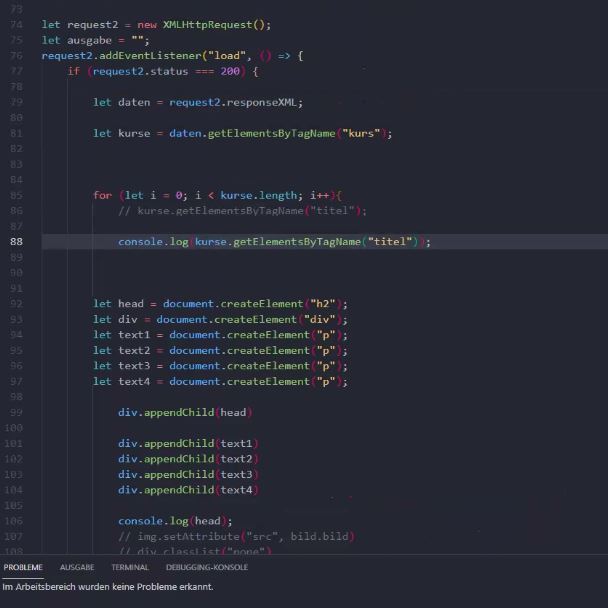 73
74 let request2 = new XMLHttpRequest();
75 let ausgabe = "";
76 request2.addEventListener("load", () => {
77 if (request2.status === 200) {
78
79 let daten = request2.responseXML;
80
81 let kurse = daten.getElementsByTagName("kurs");
82
83
84
85 for (let i = 0; i < kurse.length; i++){
86 // kurse.getElementsByTagName("titel");
87
88 console.log(kurse.getElementsByTagName("titel"));
89
90
91
92 let head = document.createElement("h2");
93 let div = document.createElement("div");
94 let text1 = document.createElement("p");
95 let text2 = document.createElement("p");
96 let text3 = document.createElement("p");
97 let text4 = document.createElement("p");
98
99 div.appendChild(head)
100
101 div.appendChild(text1)
102 div.appendChild(text2)
103 div.appendChild(text3)
104 div.appendChild(text4)
105
106 console.log(head);
107 // img.setAttribute("src", bild.bild)
108 // div.classList("none")
PROBLEME AUSGABE TERMINAL DEBUGGING-KONSOLE
Im Arbeitsbereich wurden keine Probleme erkannt.